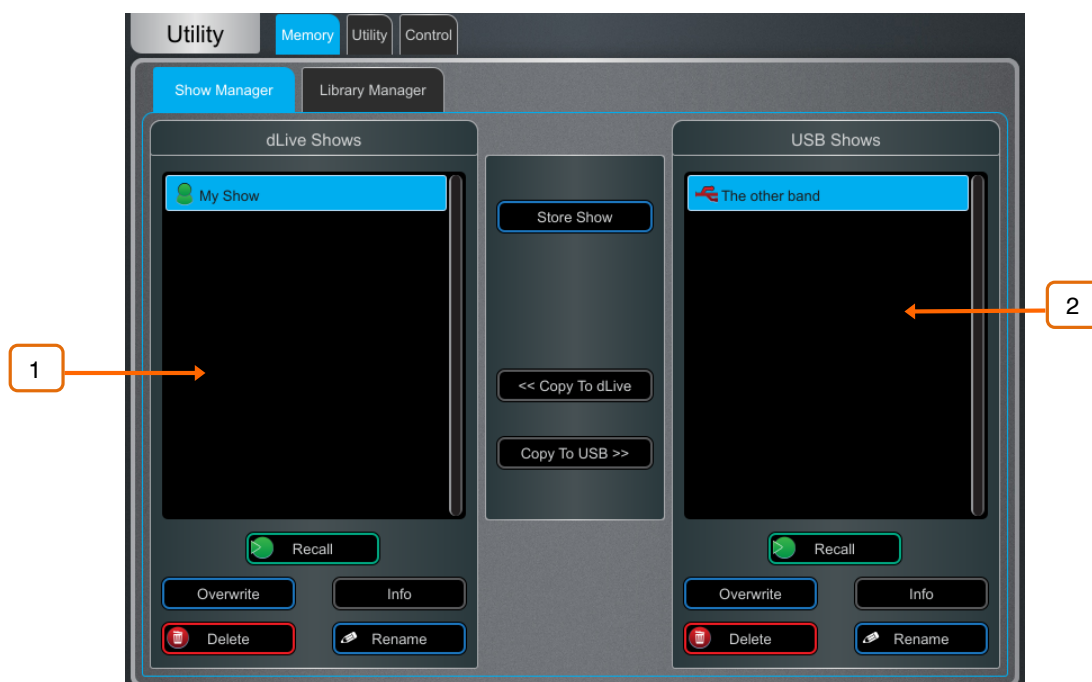 Utility
Memory
Utility
Control
Show Manager
Library Manager
dLive Shows
USB Shows
My Show
Store Show
The other band
2
1
<< Copy To dLive
Copy To USB >>
Recall
Recall
Overwrite
Info
Overwrite
Info
Delete
Rename
Delete
Rename